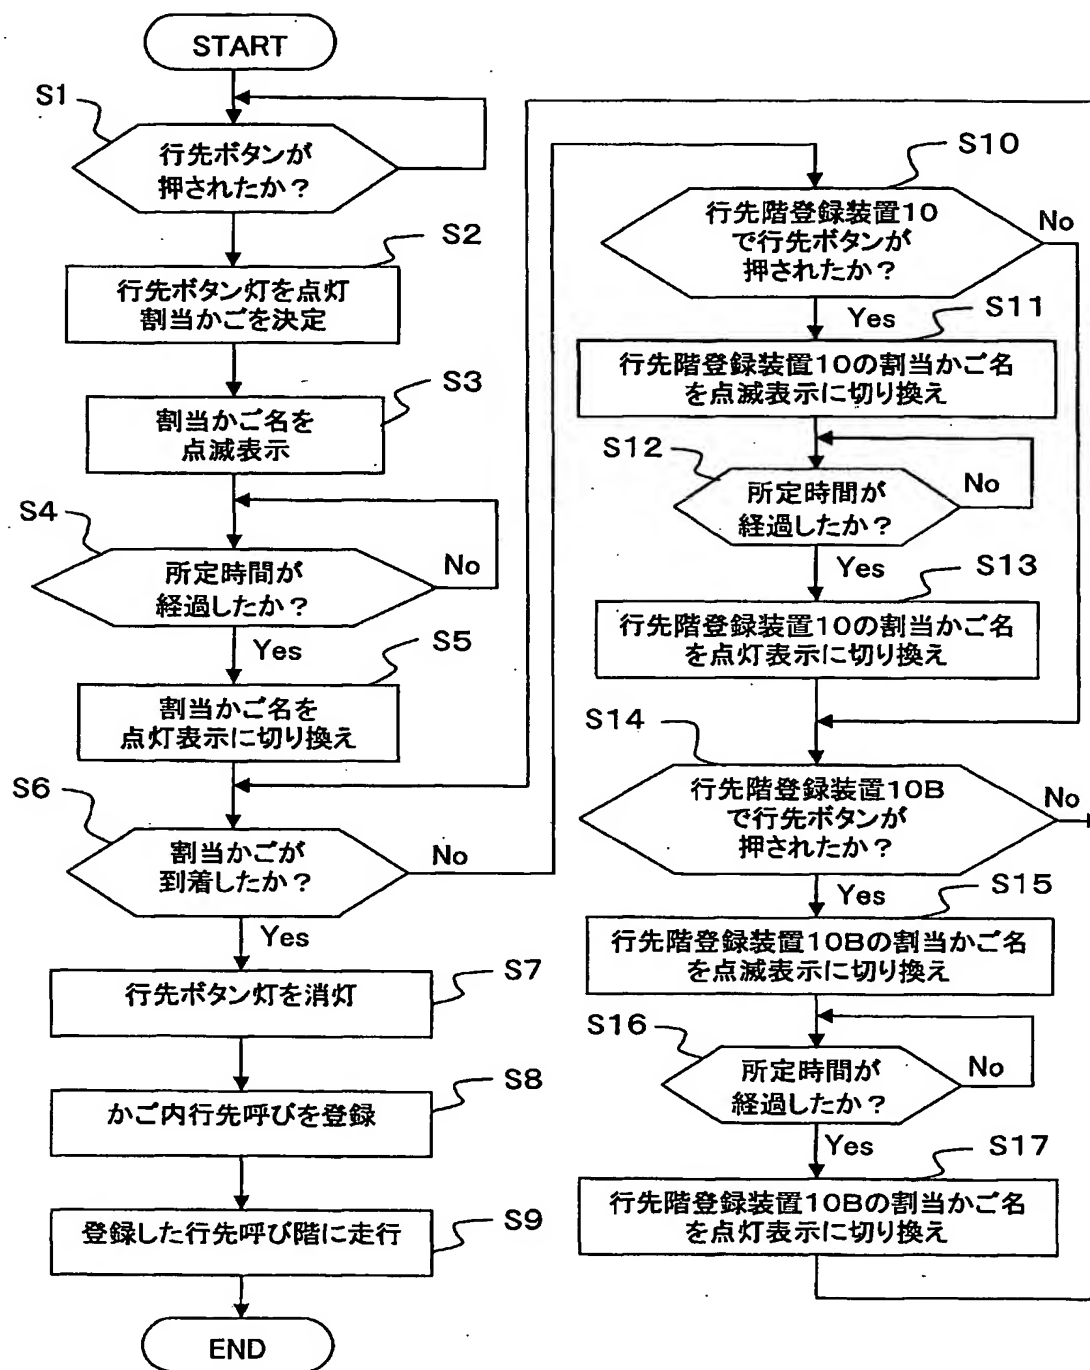 START
S1
行先ボタンが
押されたか？
S2
行先ボタン灯を点灯
割当かごを決定
S3
割当かご名を
点滅表示
S4
所定時間が
経過したか？
No
Yes
S5
割当かご名を
点灯表示に切り換え
S6
割当かごが
到着したか？
No
Yes
S7
行先ボタン灯を消灯
S8
かご内行先呼びを登録
S9
登録した行先呼び階に走行
END
S10
行先階登録装置10
で行先ボタンが
押されたか？
No
Yes
S11
行先階登録装置10の割当かご名
を点滅表示に切り換え
S12
所定時間が
経過したか？
No
Yes
S13
行先階登録装置10の割当かご名
を点灯表示に切り換え
S14
行先階登録装置10B
で行先ボタンが
押されたか？
No
Yes
S15
行先階登録装置10Bの割当かご名
を点滅表示に切り換え
S16
所定時間が
経過したか？
No
Yes
S17
行先階登録装置10Bの割当かご名
を点灯表示に切り換え